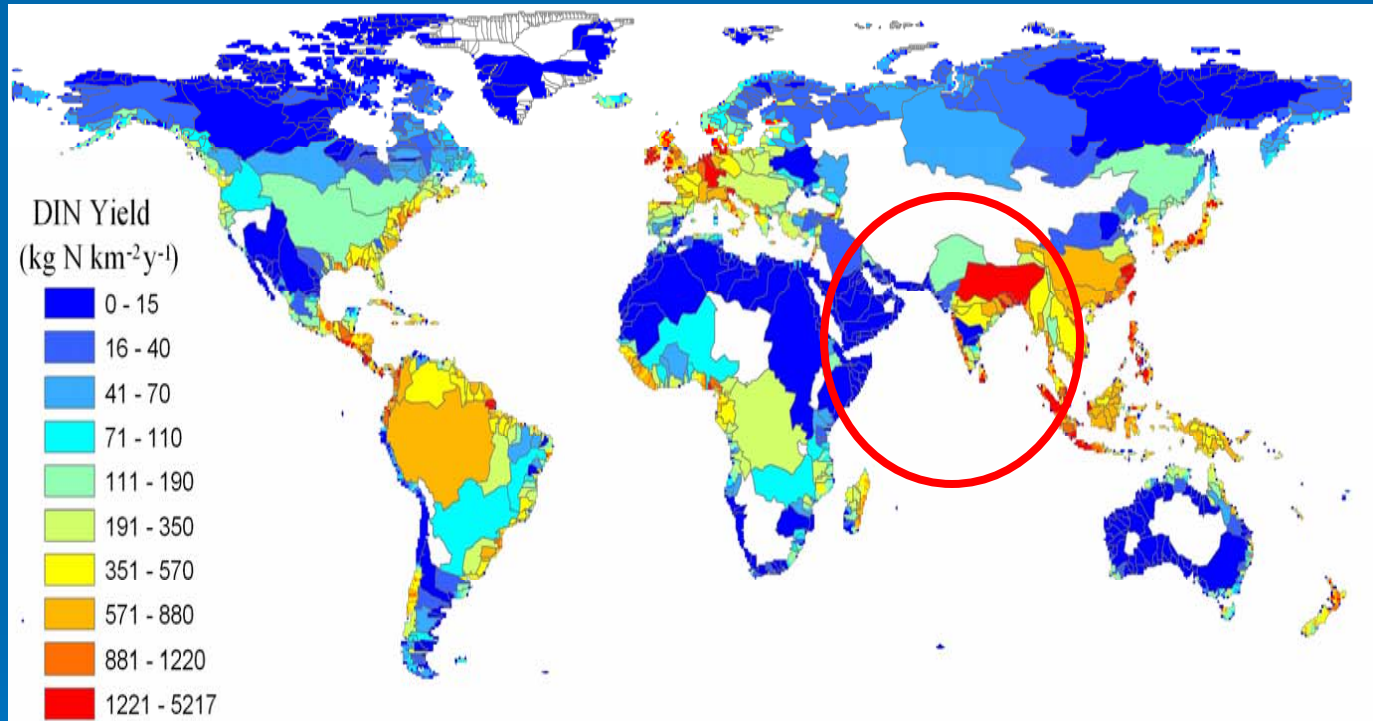 DIN Yield
(kg N km⁻²y⁻¹)
0 - 15
16 - 40
41 - 70
71 - 110
111 - 190
191 - 350
351 - 570
571 - 880
881 - 1220
1221 - 5217